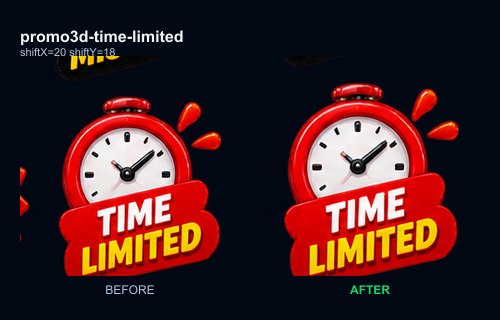 promo3d-time-limited
shiftX=20 shiftY=18
TIME
LIMITED
TIME
LIMITED
BEFORE
AFTER